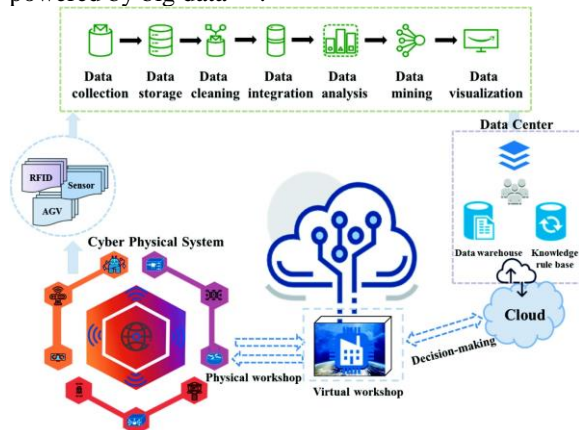 Data collection
Data storage
Data cleaning
Data integration
Data analysis
Data mining
Data visualization
Data Center
RFID
Sensor
AGV
Cyber Physical System
Data warehouse
Knowledge rule base
Cloud
Decision-making
Physical workshop
Virtual workshop